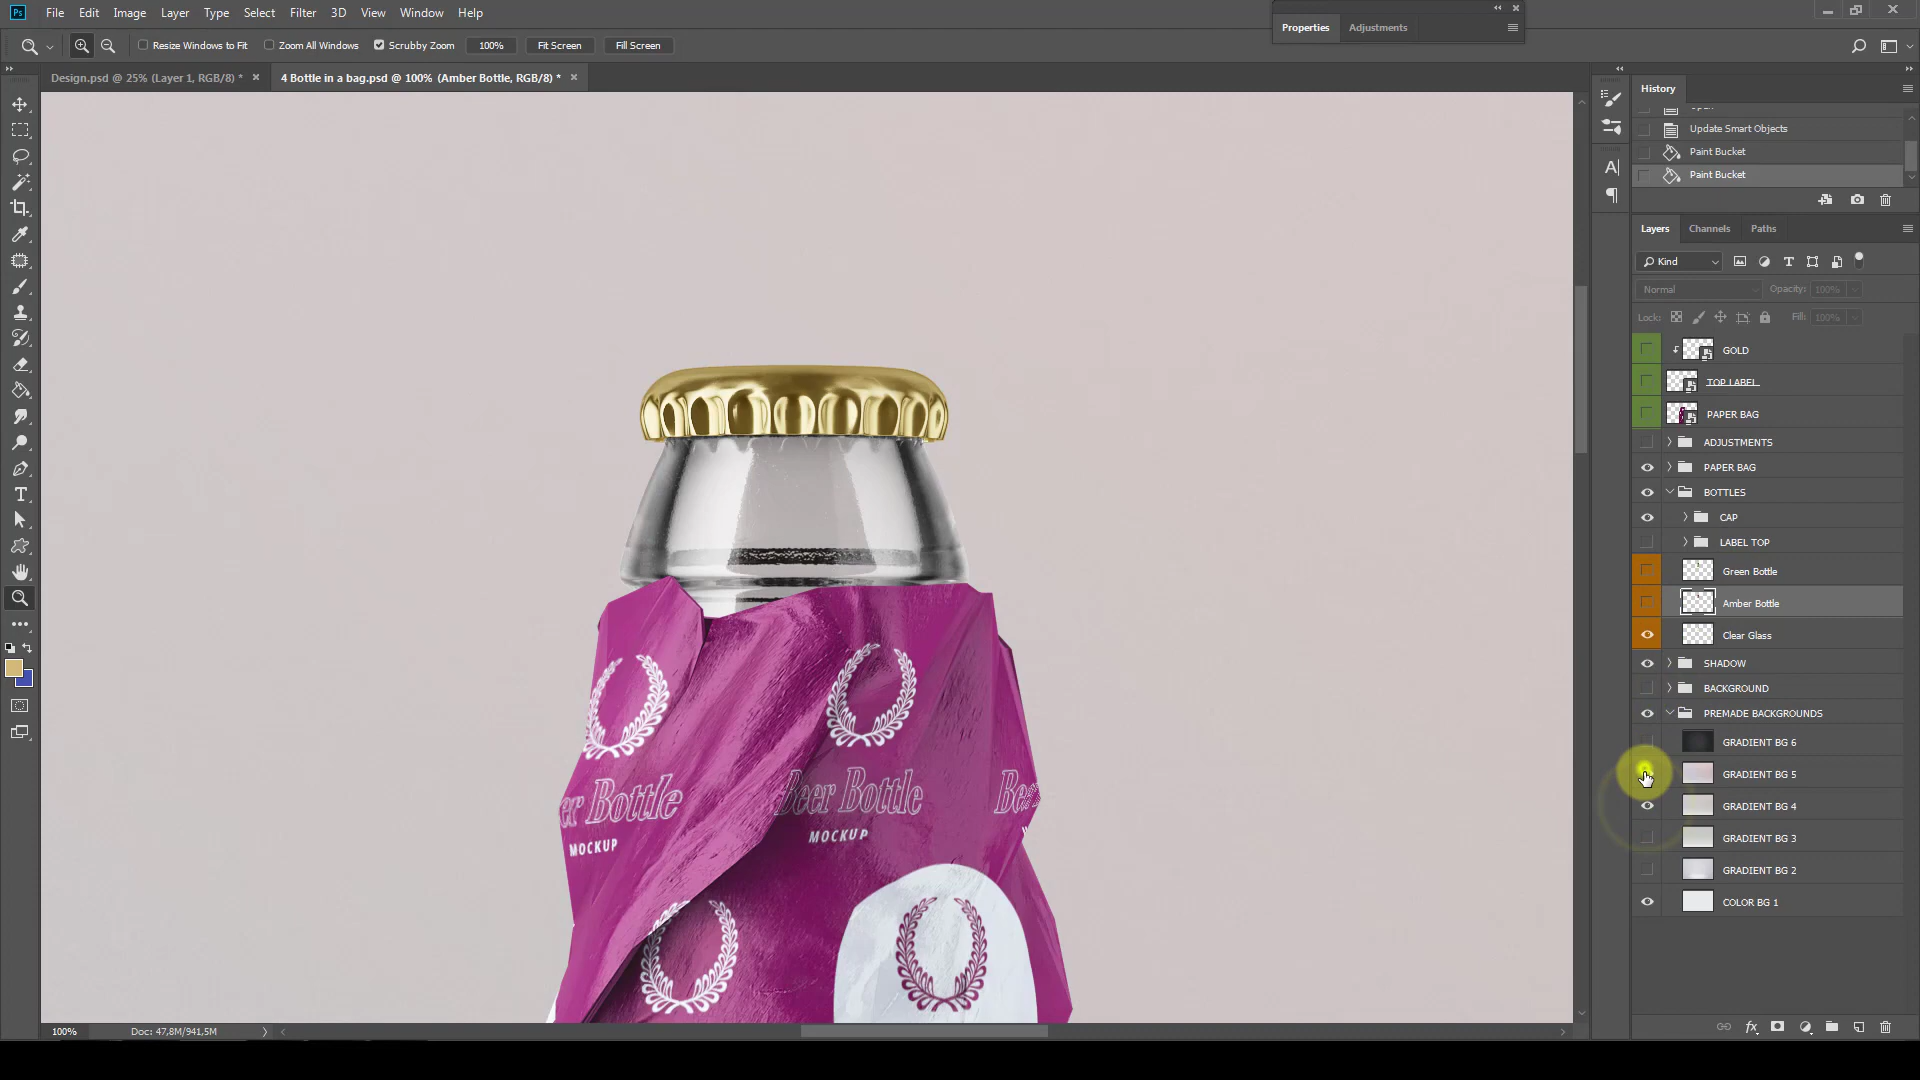 Ps File Edit Image Layer Type Select Filter 3D View Window Help
Properties Adjustments
Resize Windows to Fit Zoom All Windows Scrubby Zoom 100% Fit Screen Fill Screen
Design.psd @ 25% (Layer 1, RGB/8) * 4 Bottle in a bag.psd @ 100% (Amber Bottle, RGB/8) *
History
Update Smart Objects
Paint Bucket
Paint Bucket
Layers Channels Paths
Kind
Normal Opacity: 100%
Lock: Fill: 100%
GOLD
TOP LABEL
PAPER BAG
ADJUSTMENTS
PAPER BAG
BOTTLES
CAP
LABEL TOP
Green Bottle
Amber Bottle
Clear Glass
SHADOW
BACKGROUND
PREMADE BACKGROUNDS
GRADIENT BG 6
GRADIENT BG 5
GRADIENT BG 4
GRADIENT BG 3
GRADIENT BG 2
COLOR BG 1
er Bottle
MOCKUP
Beer Bottle
MOCKUP
Bee
100% Doc: 47,8M/941,5M